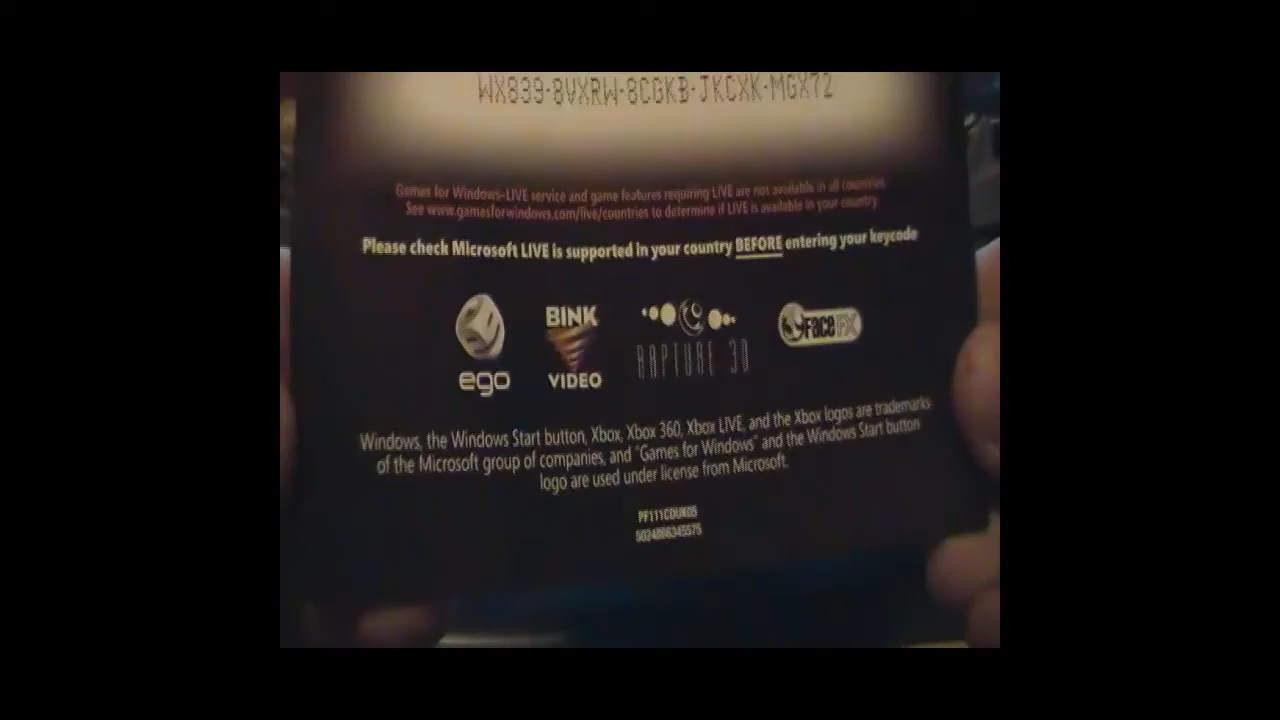 WX839-8VXRW-8CGKB-JKCXK-MGX72
Games for Windows-LIVE service and game features requiring LIVE are not available in all countries.
See www.gamesforwindows.com/live/countries to determine if LIVE is available in your country.
Please check Microsoft LIVE is supported in your country BEFORE entering your keycode
ego
BINK
VIDEO
RAPTURE 3D
FaceFX
Windows, the Windows Start button, Xbox, Xbox 360, Xbox LIVE, and the Xbox logos are trademarks
of the Microsoft group of companies, and "Games for Windows" and the Windows Start button
logo are used under license from Microsoft.
PF111CDUK05
5024866345575